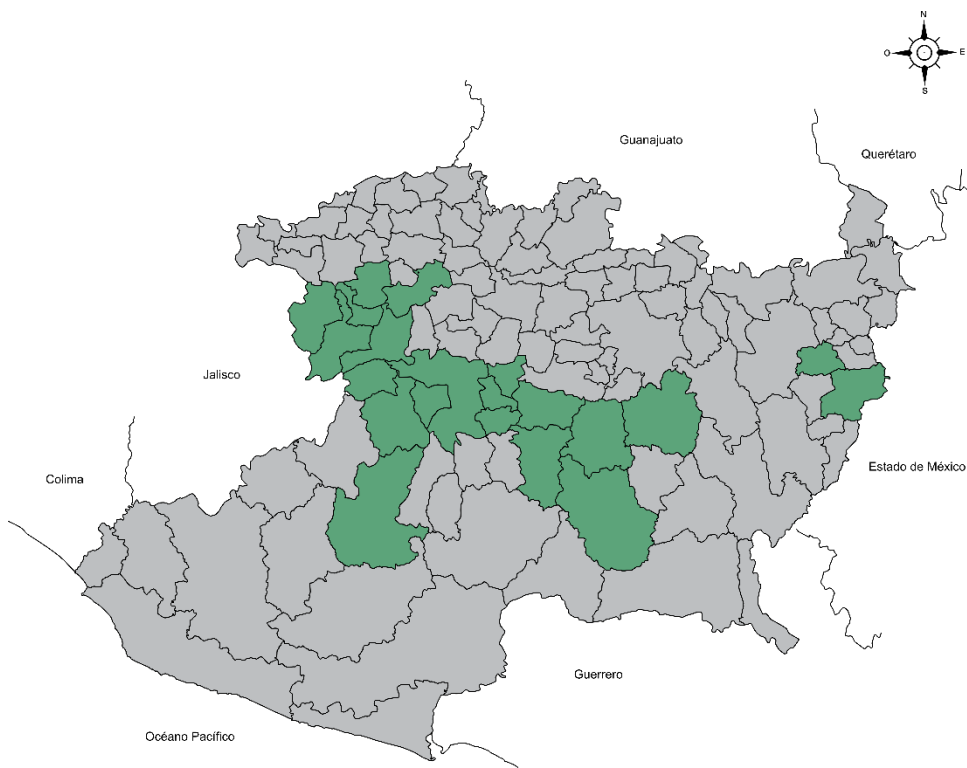 N
O
E
S
Guanajuato
Querétaro
Jalisco
Colima
Estado de México
Guerrero
Océano Pacífico